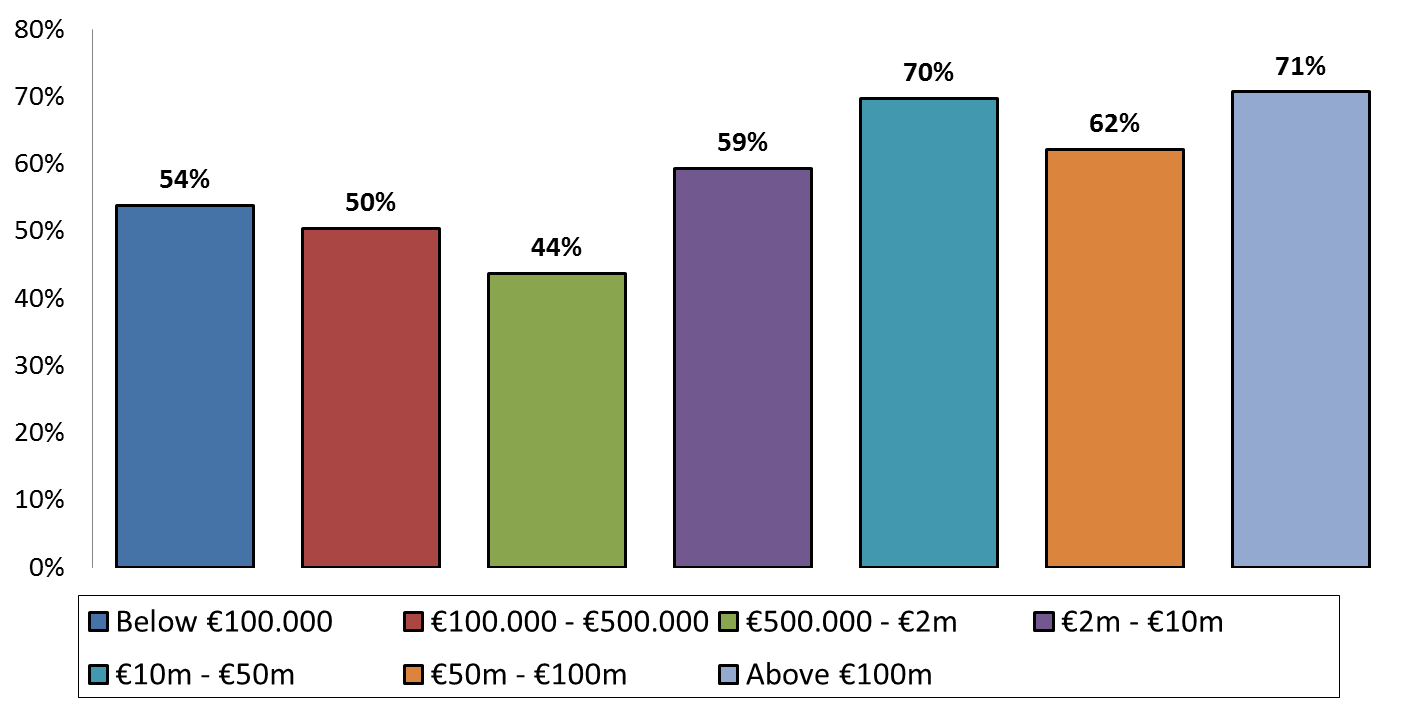 80%
70%
60%
50%
40%
30%
20%
10%
0%
54%
50%
44%
59%
70%
62%
71%
Below €100.000
€100.000 - €500.000
€500.000 - €2m
€2m - €10m
€10m - €50m
€50m - €100m
Above €100m